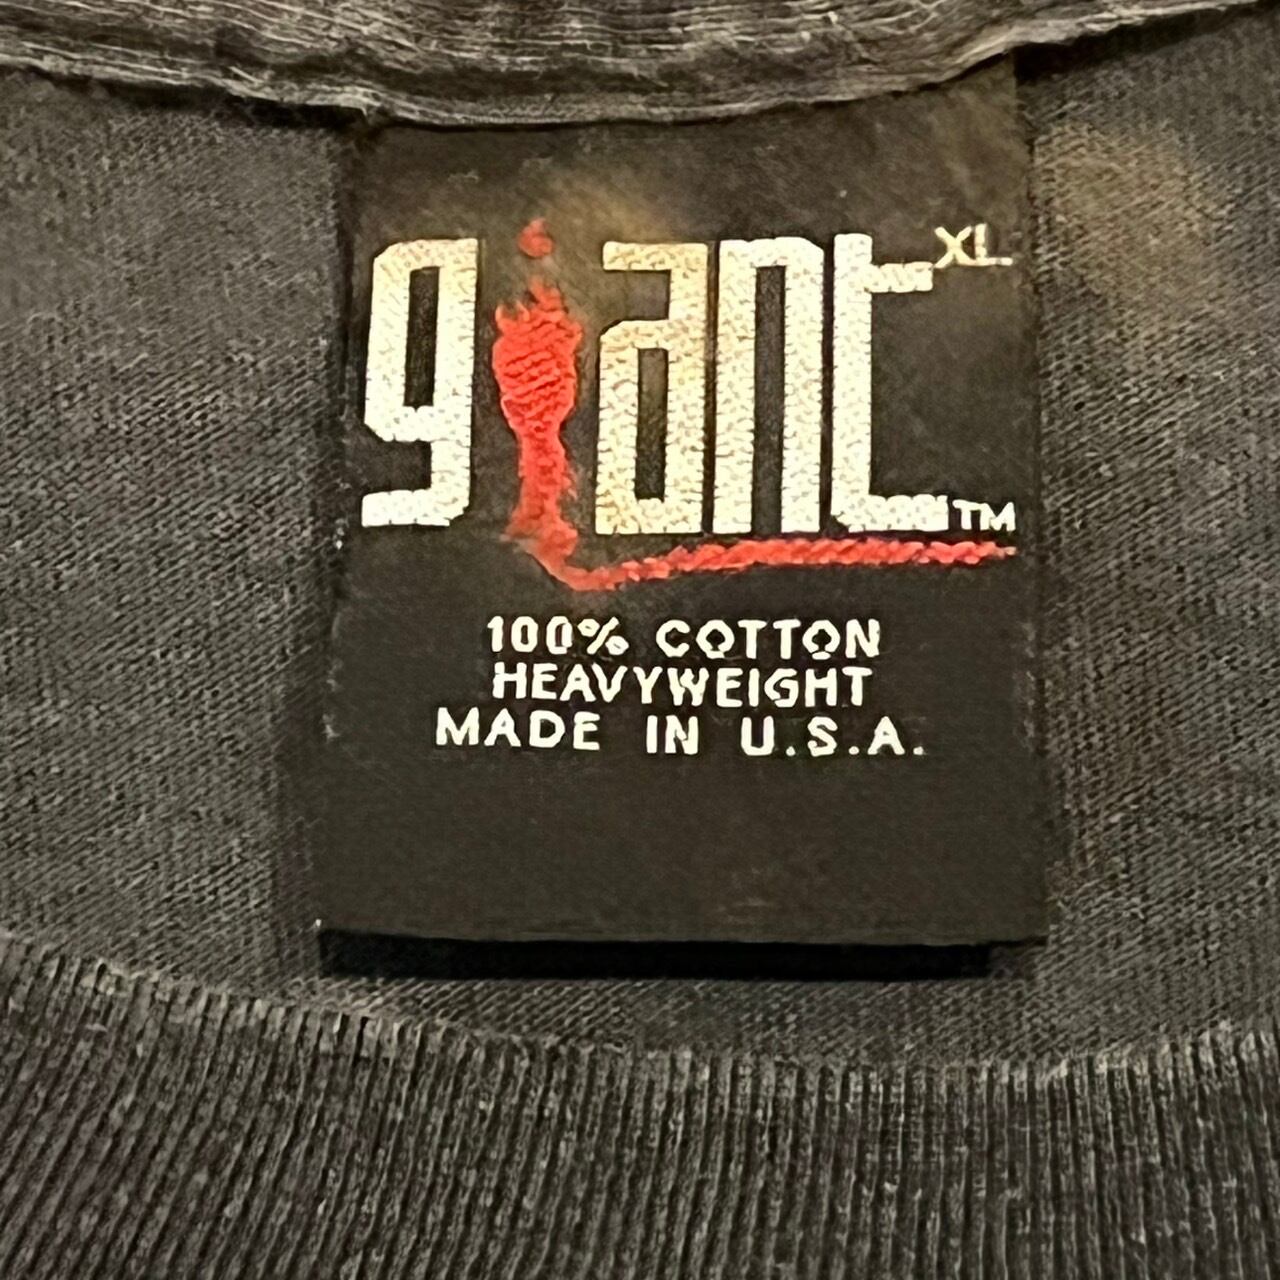 giant XL
TM
100% COTTON
HEAVYWEIGHT
MADE IN U.S.A.